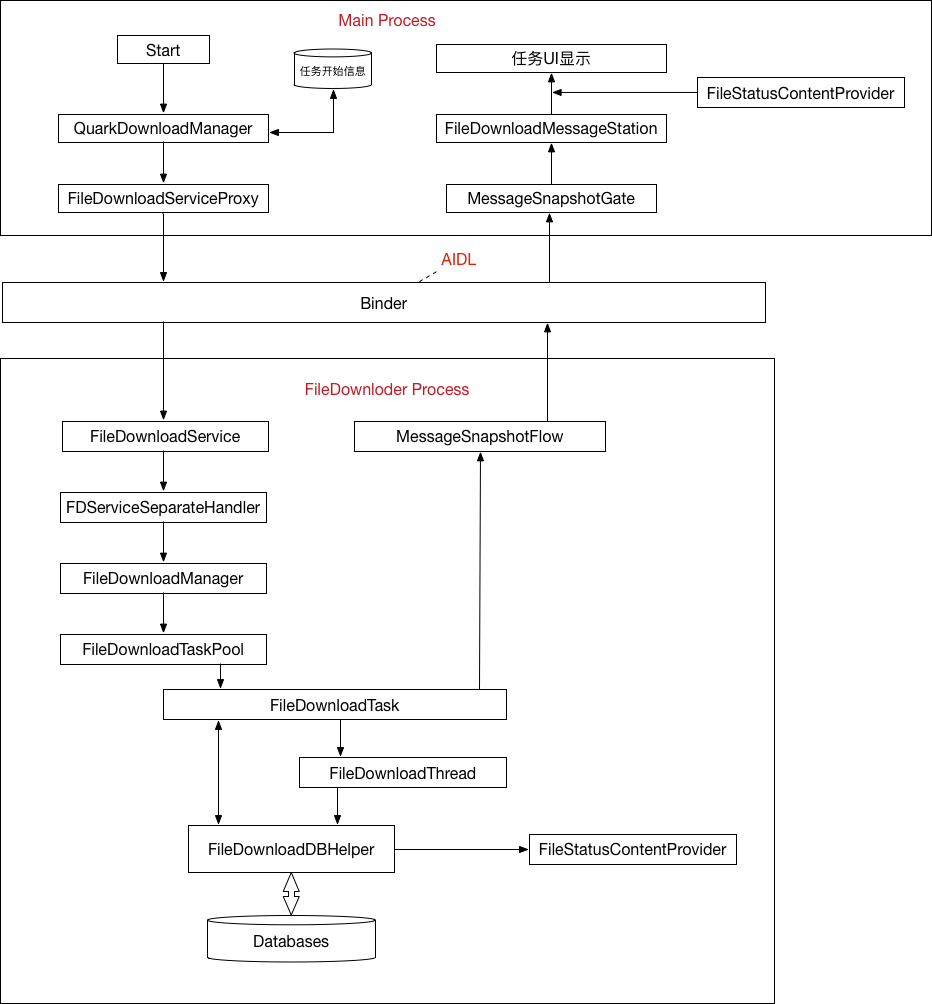 Main Process
Start
任务开始信息
任务UI显示
FileStatusContentProvider
QuarkDownloadManager
FileDownloadMessageStation
FileDownloadServiceProxy
MessageSnapshotGate
AIDL
Binder
FileDownloder Process
FileDownloadService
MessageSnapshotFlow
FDServiceSeparateHandler
FileDownloadManager
FileDownloadTaskPool
FileDownloadTask
FileDownloadThread
FileDownloadDBHelper
FileStatusContentProvider
Databases